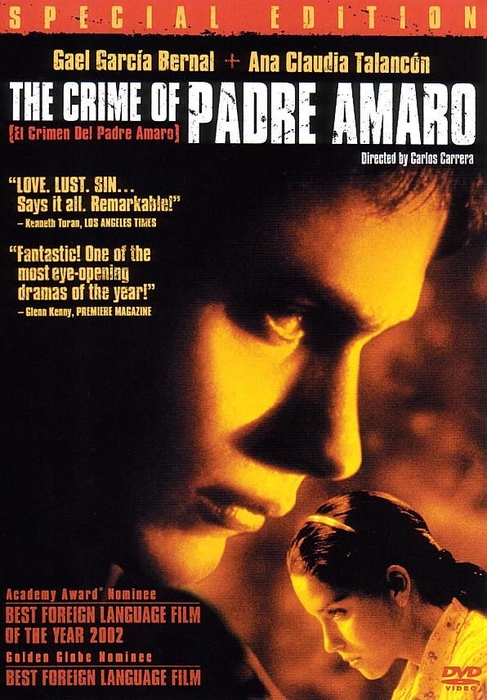 SPECIAL EDITION
Gael García Bernal + Ana Claudia Talancón
THE CRIME OF PADRE AMARO
[El Crimen Del Padre Amaro]
Directed by Carlos Carrera
“LOVE. LUST. SIN...
Says it all. Remarkable!”
– Kenneth Turan, LOS ANGELES TIMES
“Fantastic! One of the
most eye-opening
dramas of the year!”
– Glenn Kenny, PREMIERE MAGAZINE
Academy Award® Nominee
BEST FOREIGN LANGUAGE FILM
OF THE YEAR 2002
Golden Globe Nominee
BEST FOREIGN LANGUAGE FILM
DVD
VIDEO